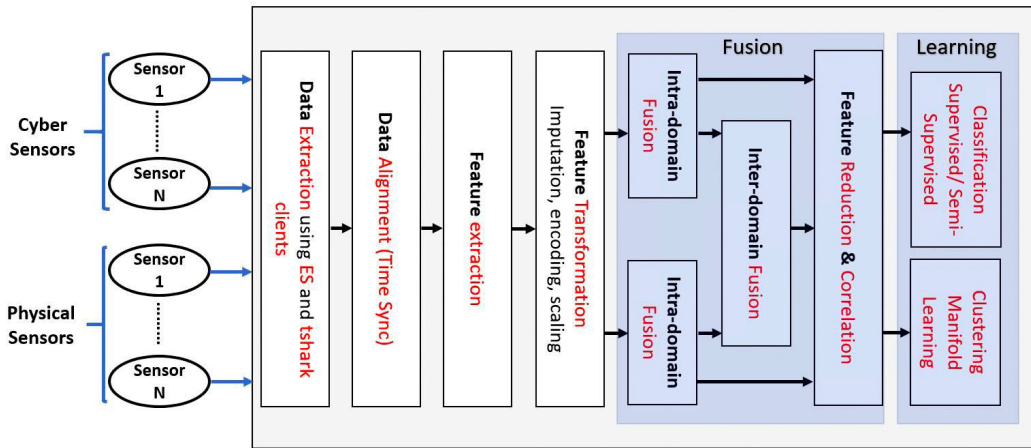 Cyber
Sensors
Sensor
1
Sensor
N
Physical
Sensors
Sensor
1
Sensor
N
Data Extraction using ES and tshark
clients
Data Alignment (Time Sync)
Feature extraction
Feature Transformation
Imputation, encoding, scaling
Fusion
Intra-domain
Fusion
Intra-domain
Fusion
Inter-domain Fusion
Feature Reduction & Correlation
Learning
Classification
Supervised/ Semi-
Supervised
Clustering
Manifold
Learning